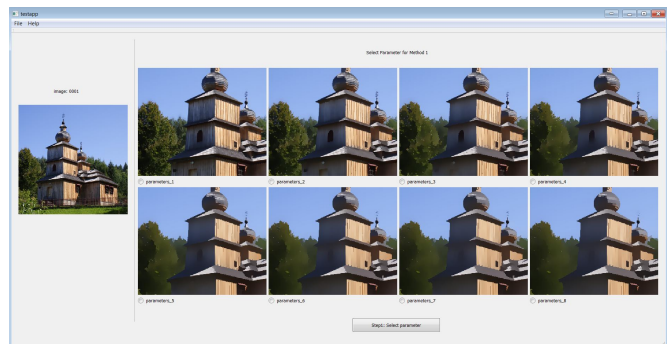 testapp
File Help
Select Parameter for Method 1
Image: 0001
parameters_1 parameters_2 parameters_3 parameters_4
parameters_5 parameters_6 parameters_7 parameters_8
Steps: Select parameter